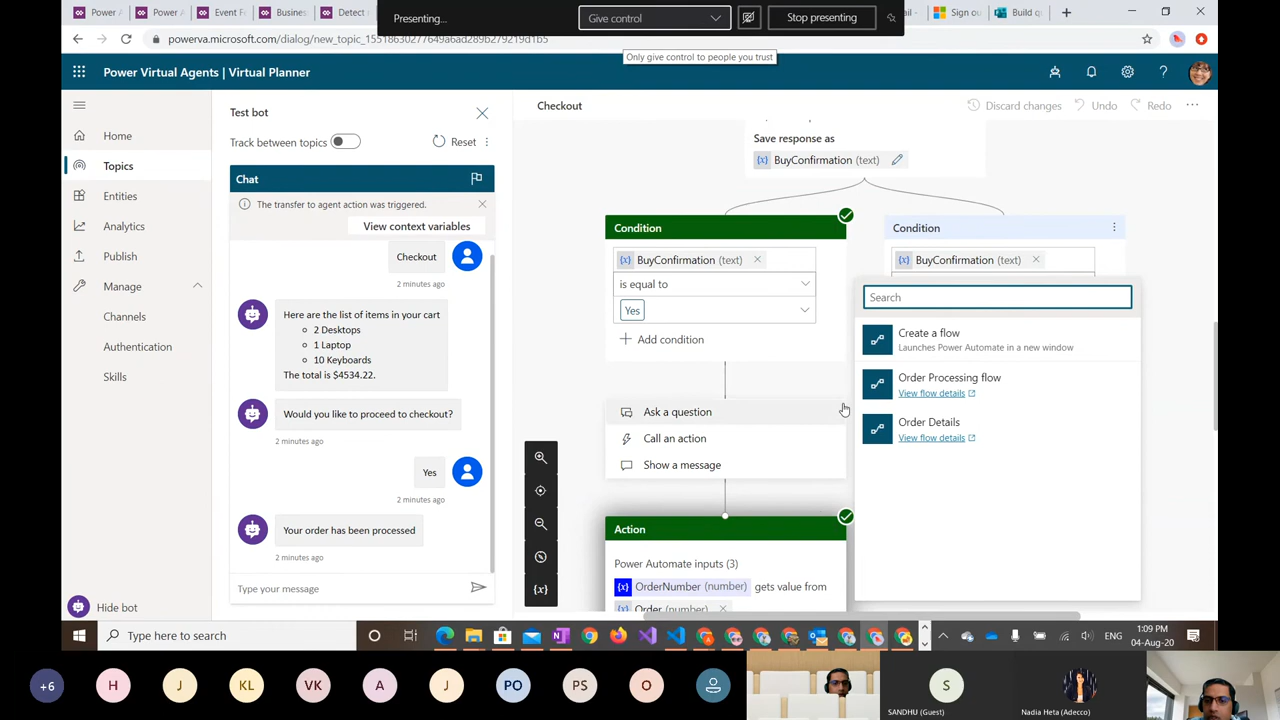 Power A
Power A
Event F
Busines
Detect r
Presenting...
Give control
Stop presenting
Sign ou
Build q
powerva.microsoft.com/dialog/new_topic_15518630277649a6ad289b279219d1b5
Only give control to people you trust
Power Virtual Agents | Virtual Planner
Home
Topics
Entities
Analytics
Publish
Manage
Channels
Authentication
Skills
Hide bot
Test bot
Track between topics
Reset
Chat
The transfer to agent action was triggered.
View context variables
Checkout
2 minutes ago
Here are the list of items in your cart
2 Desktops
1 Laptop
10 Keyboards
The total is $4534.22.
Would you like to proceed to checkout?
2 minutes ago
Yes
2 minutes ago
Your order has been processed
2 minutes ago
Type your message
Checkout
Discard changes
Undo
Redo
Save response as
{x} BuyConfirmation (text)
Condition
{x} BuyConfirmation (text)
is equal to
Yes
Add condition
Ask a question
Call an action
Show a message
Action
Power Automate inputs (3)
{x} OrderNumber (number) gets value from
{x} Order (number)
{x}
Condition
{x} BuyConfirmation (text)
Search
Create a flow
Launches Power Automate in a new window
Order Processing flow
View flow details
Order Details
View flow details
Type here to search
ENG
1:09 PM
04-Aug-20
+6
H
J
KL
VK
A
J
PO
PS
O
S
SANDHU (Guest)
Nadia Heta (Adecco)